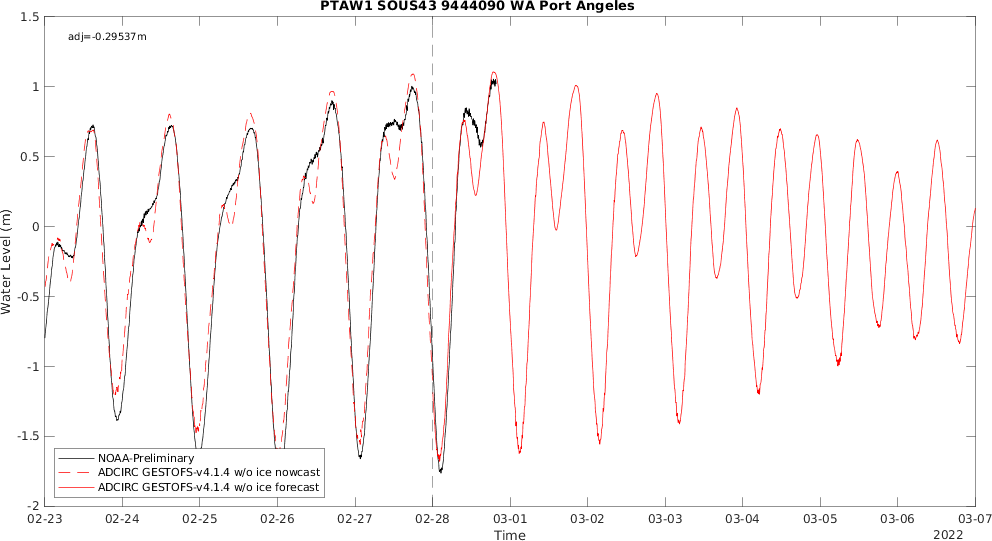 PTAW1 SOUS43 9444090 WA Port Angeles
adj=-0.29537m
Water Level (m)
1.5
1
0.5
0
-0.5
-1
-1.5
-2
NOAA-Preliminary
ADCIRC GESTOFS-v4.1.4 w/o ice nowcast
ADCIRC GESTOFS-v4.1.4 w/o ice forecast
02-23 02-24 02-25 02-26 02-27 02-28 03-01 03-02 03-03 03-04 03-05 03-06 03-07
Time
2022